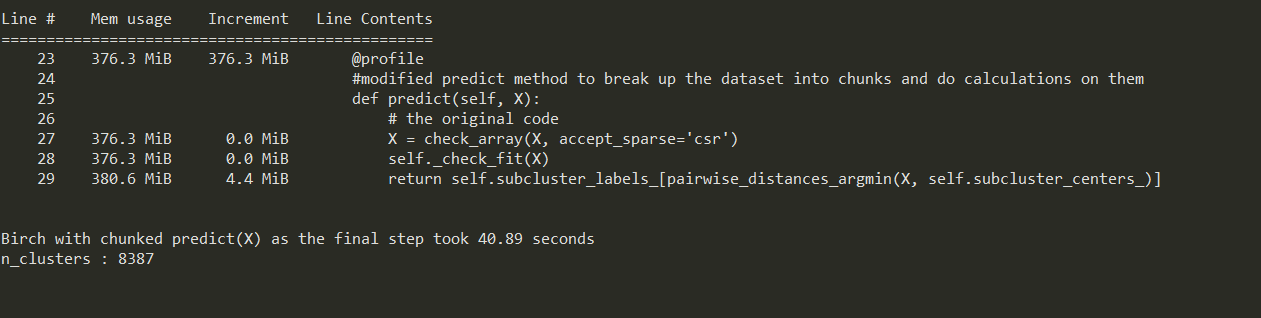 Line #    Mem usage    Increment   Line Contents
================================================
    23    376.3 MiB    376.3 MiB       @profile
    24                                 #modified predict method to break up the dataset into chunks and do calculations on them
    25                                 def predict(self, X):
    26                                     # the original code
    27    376.3 MiB      0.0 MiB           X = check_array(X, accept_sparse='csr')
    28    376.3 MiB      0.0 MiB           self._check_fit(X)
    29    380.6 MiB      4.4 MiB           return self.subcluster_labels_[pairwise_distances_argmin(X, self.subcluster_centers_)]
Birch with chunked predict(X) as the final step took 40.89 seconds
n_clusters : 8387